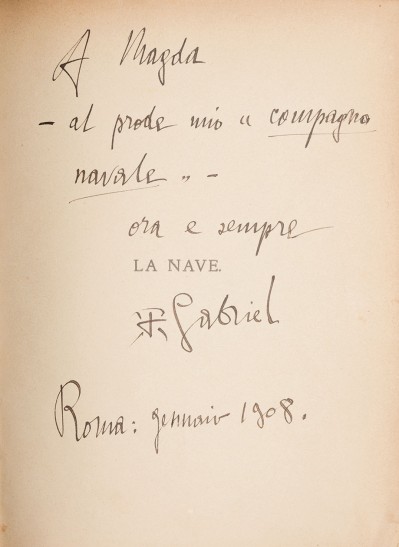 A Magda
– al prode mio « compagno
navale » –
ora e sempre
LA NAVE.
Gabriel
Roma: gennaio 1908.